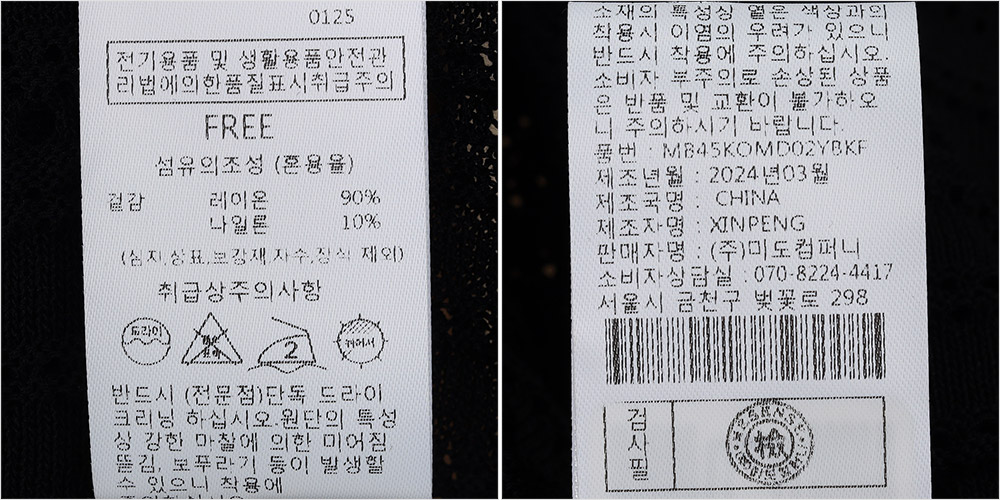 0125
전기용품 및 생활용품안전관
리법에의한품질표시취급주의
FREE
섬유의조성 (혼용율)
겉감 레이온 90%
나일론 10%
(심지,상표,보강재,자수,장식 제외)
취급상주의사항
드라이
2
뉘어서
반드시 (전문점)단독 드라이
크리닝 하십시오.원단의 특성
상 강한 마찰에 의한 미어짐
뜯김, 보푸라기 등이 발생할
수 있으니 착용에
소재의 특성상 옅은 색상과의
착용시 이염의 우려가 있으니
반드시 착용에 주의하십시오.
소비자 부주의로 손상된 상품
은 반품 및 교환이 불가하오
니 주의하시기 바랍니다.
품번 : MB45KOMD02YBKF
제조년월 : 2024년03월
제조국명 : CHINA
제조자명 : XINPENG
판매자명 : (주)미도컴퍼니
소비자상담실 : 070-8224-4417
서울시 금천구 벚꽃로 298
검사필